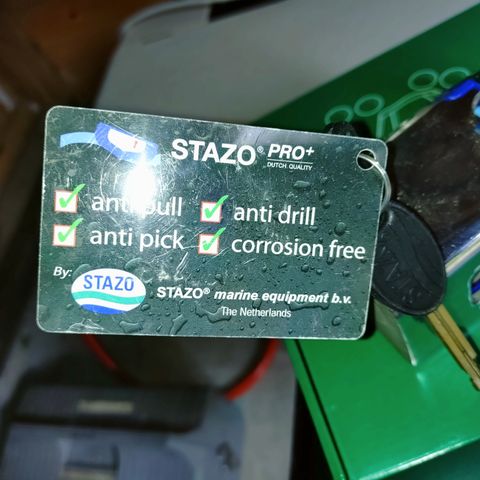 STAZO® PRO+
DUTCH QUALITY
anti pull
anti drill
anti pick
corrosion free
By:
STAZO
STAZO® marine equipment b.v.
The Netherlands